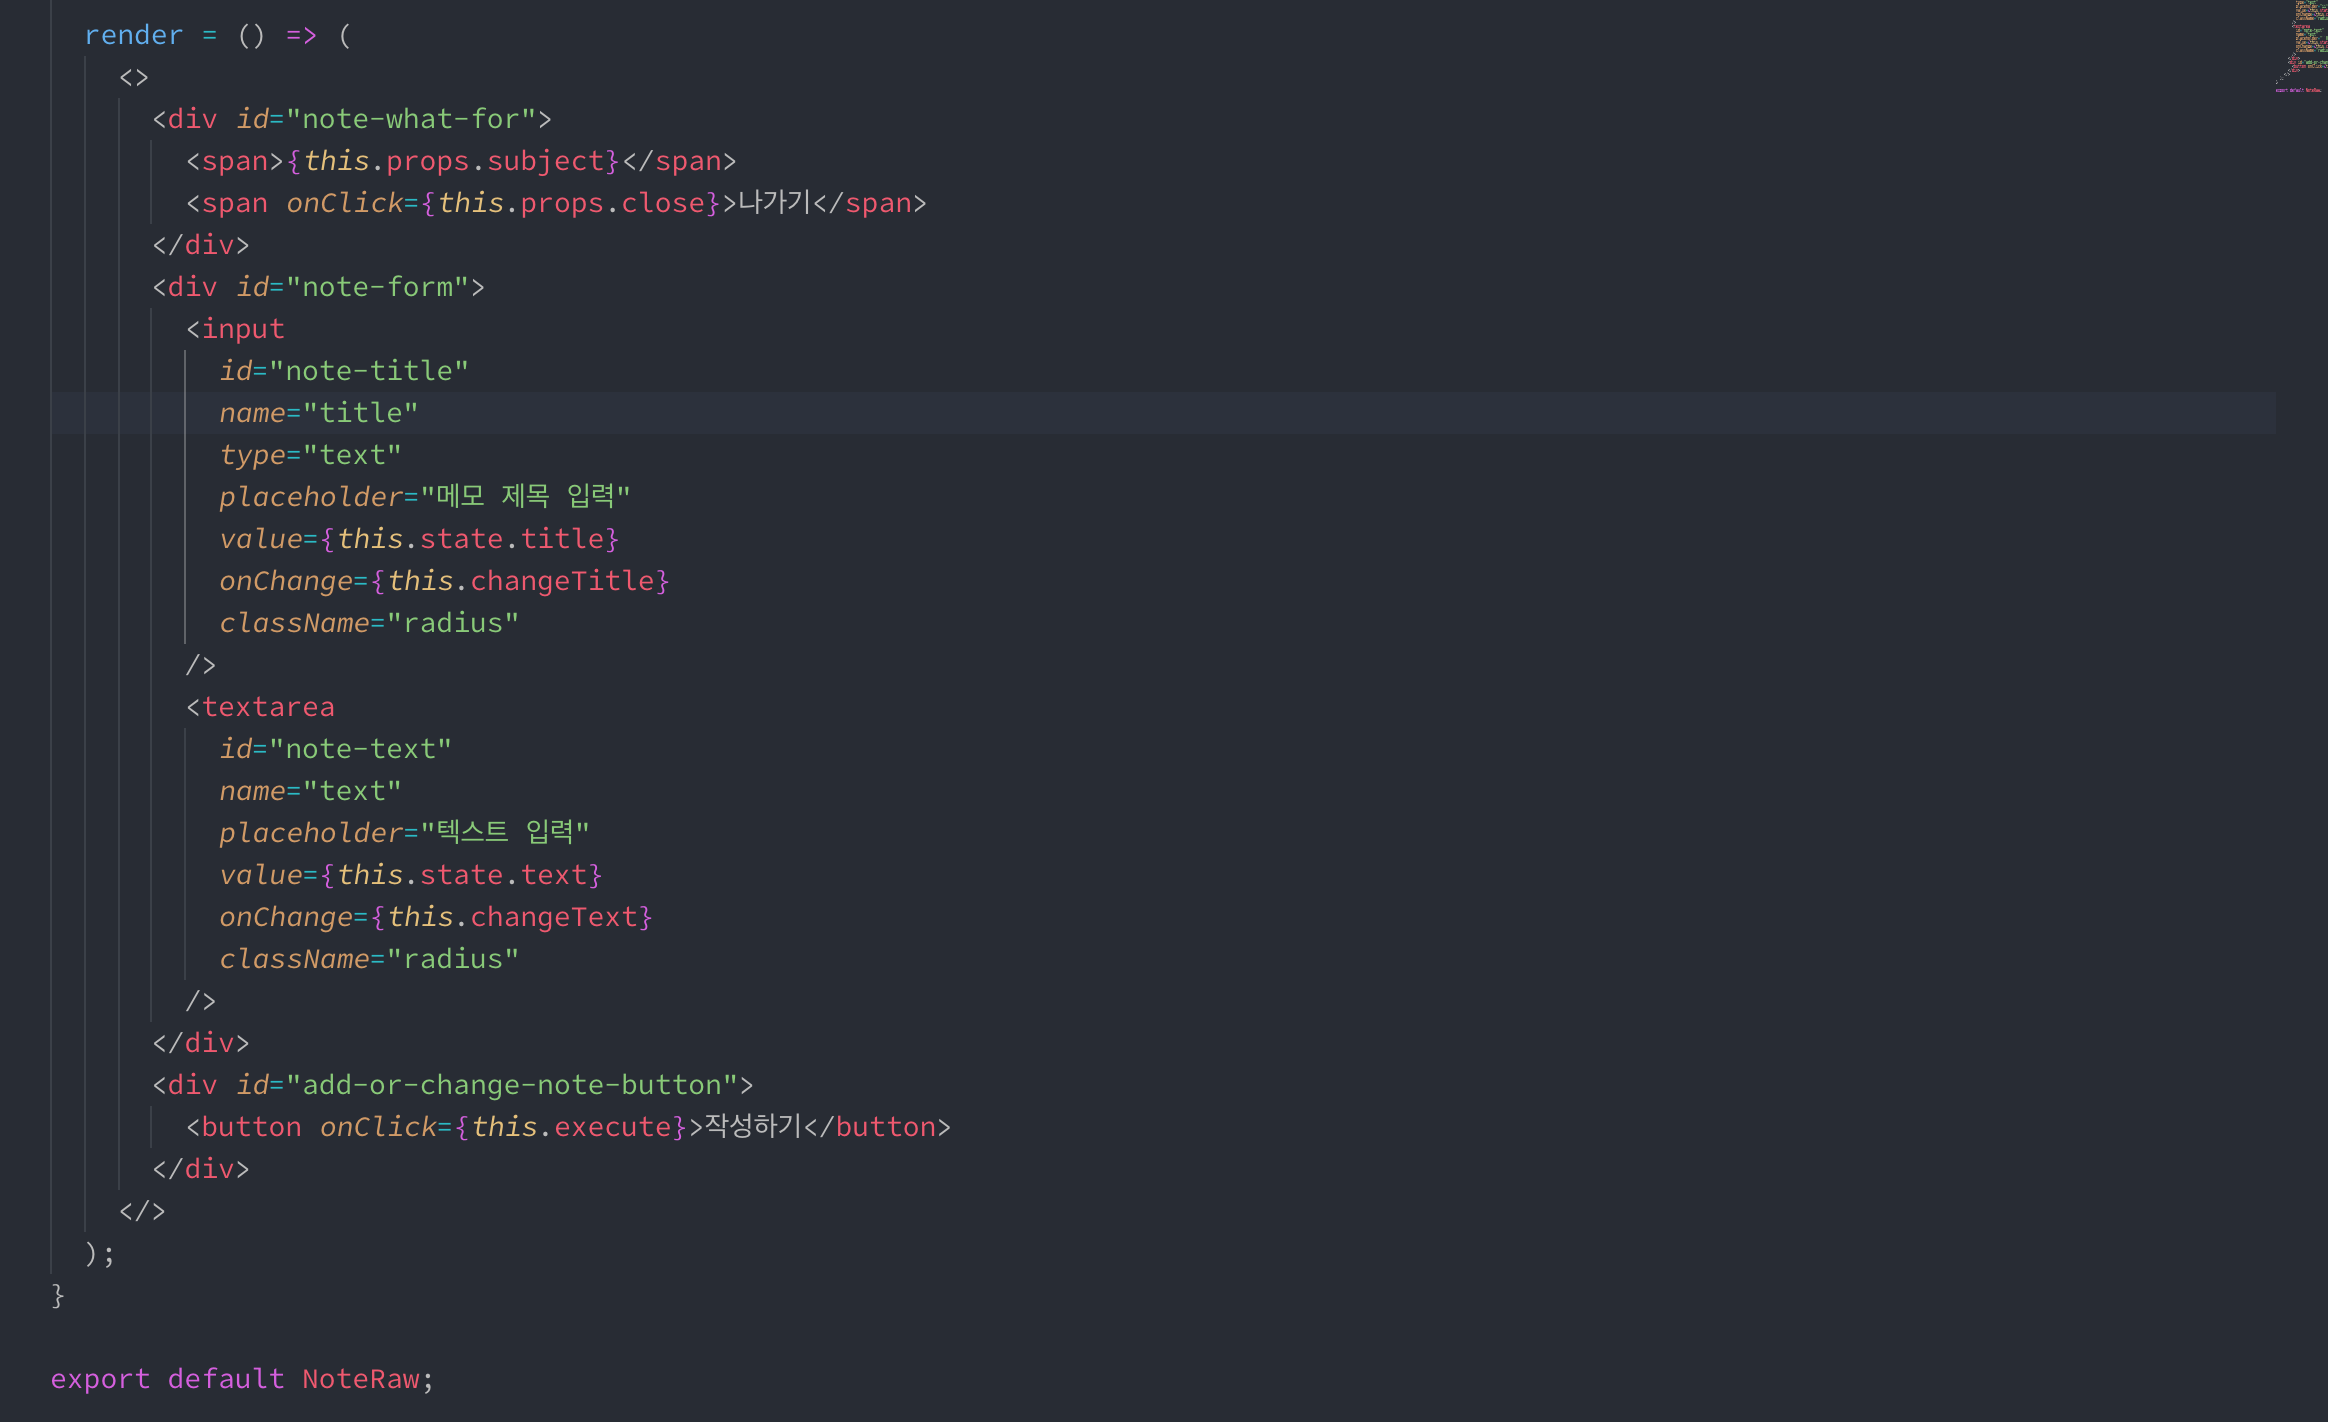 render = () => (
<>
<div id="note-what-for">
<span>{this.props.subject}</span>
<span onClick={this.props.close}>나가기</span>
</div>
<div id="note-form">
<input
id="note-title"
name="title"
type="text"
placeholder="메모 제목 입력"
value={this.state.title}
onChange={this.changeTitle}
className="radius"
/>
<textarea
id="note-text"
name="text"
placeholder="텍스트 입력"
value={this.state.text}
onChange={this.changeText}
className="radius"
/>
</div>
<div id="add-or-change-note-button">
<button onClick={this.execute}>작성하기</button>
</div>
</>
);
}
export default NoteRaw;